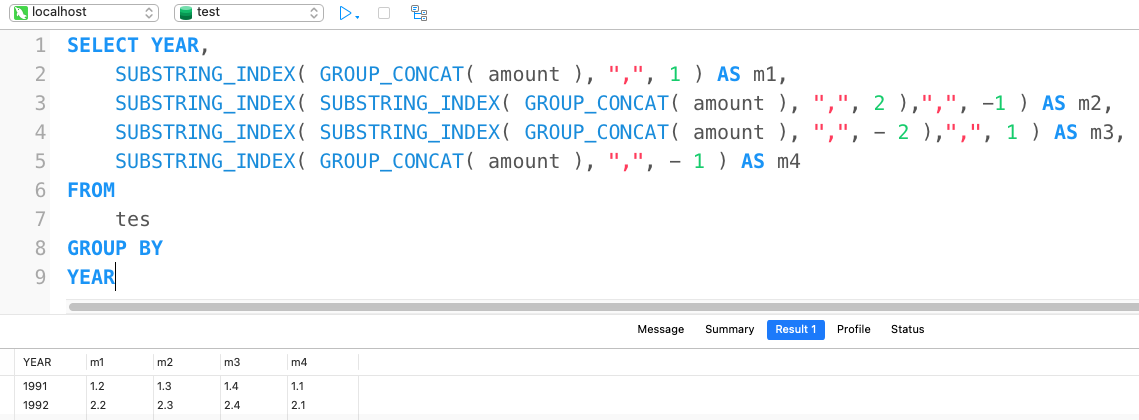 localhost test
1 SELECT YEAR,
2 SUBSTRING_INDEX( GROUP_CONCAT( amount ), ",", 1 ) AS m1,
3 SUBSTRING_INDEX( SUBSTRING_INDEX( GROUP_CONCAT( amount ), ",", 2 ),",", -1 ) AS m2,
4 SUBSTRING_INDEX( SUBSTRING_INDEX( GROUP_CONCAT( amount ), ",", - 2 ),",", 1 ) AS m3,
5 SUBSTRING_INDEX( GROUP_CONCAT( amount ), ",", - 1 ) AS m4
6 FROM
7 tes
8 GROUP BY
9 YEAR
Message Summary Result 1 Profile Status
YEAR m1 m2 m3 m4
1991 1.2 1.3 1.4 1.1
1992 2.2 2.3 2.4 2.1